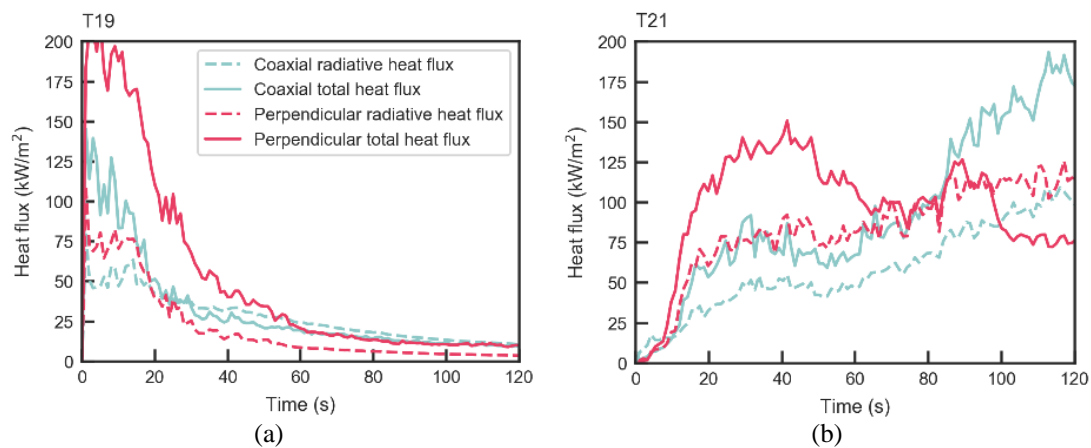 T19
200
175
150
125
100
75
50
25
0
Heat flux (kW/m²)
Coaxial radiative heat flux
Coaxial total heat flux
Perpendicular radiative heat flux
Perpendicular total heat flux
0 20 40 60 80 100 120
Time (s)
(a)
T21
200
175
150
125
100
75
50
25
0
Heat flux (kW/m²)
0 20 40 60 80 100 120
Time (s)
(b)